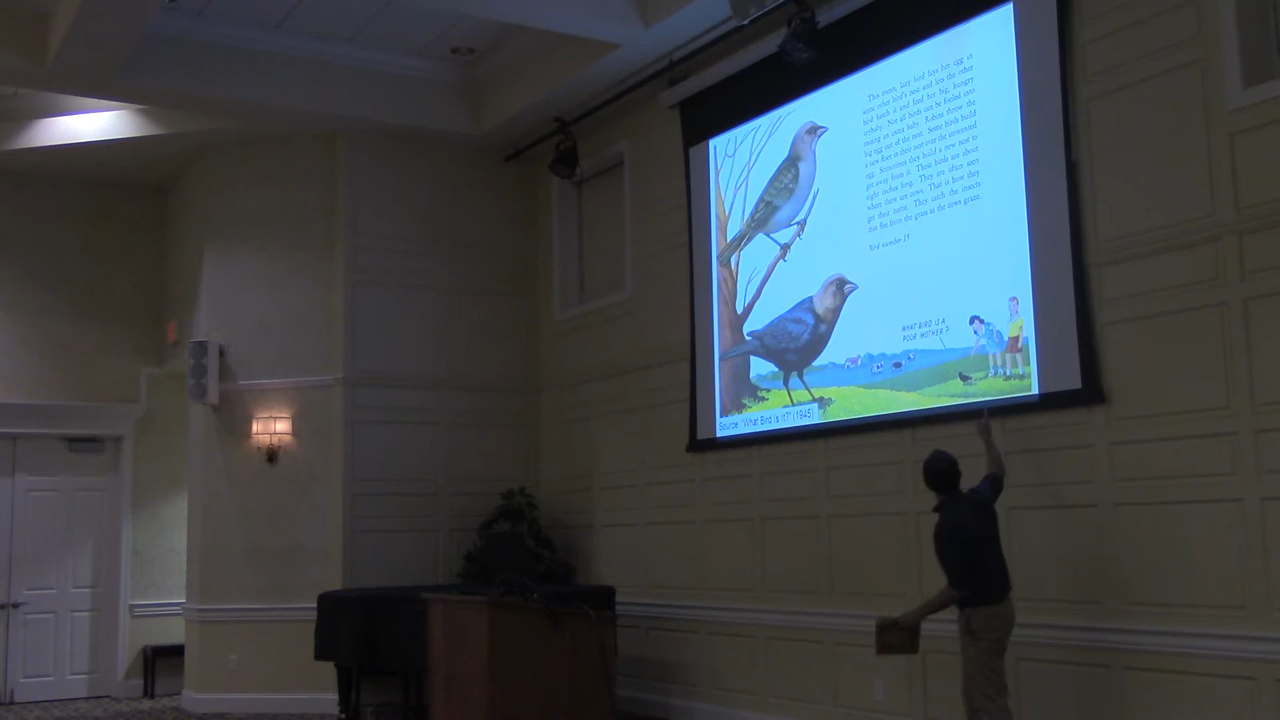 This mean, lazy bird lays her egg in
some other bird's nest and lets the other
bird hatch it and feed her big, hungry
crybaby. Not all birds can be fooled into
raising an extra baby. Robins throw the
big egg out of the nest. Some birds build
a new floor in their nest over the unwanted
egg. Sometimes they build a new nest to
get away from it. These birds are about
eight inches long. They are often seen
where there are cows. That is how they
get their name. They catch the insects
that flee from the grass as the cows graze.
Bird number 15
WHAT BIRD IS A
POOR MOTHER?
Source: "What Bird Is It?" (1945)